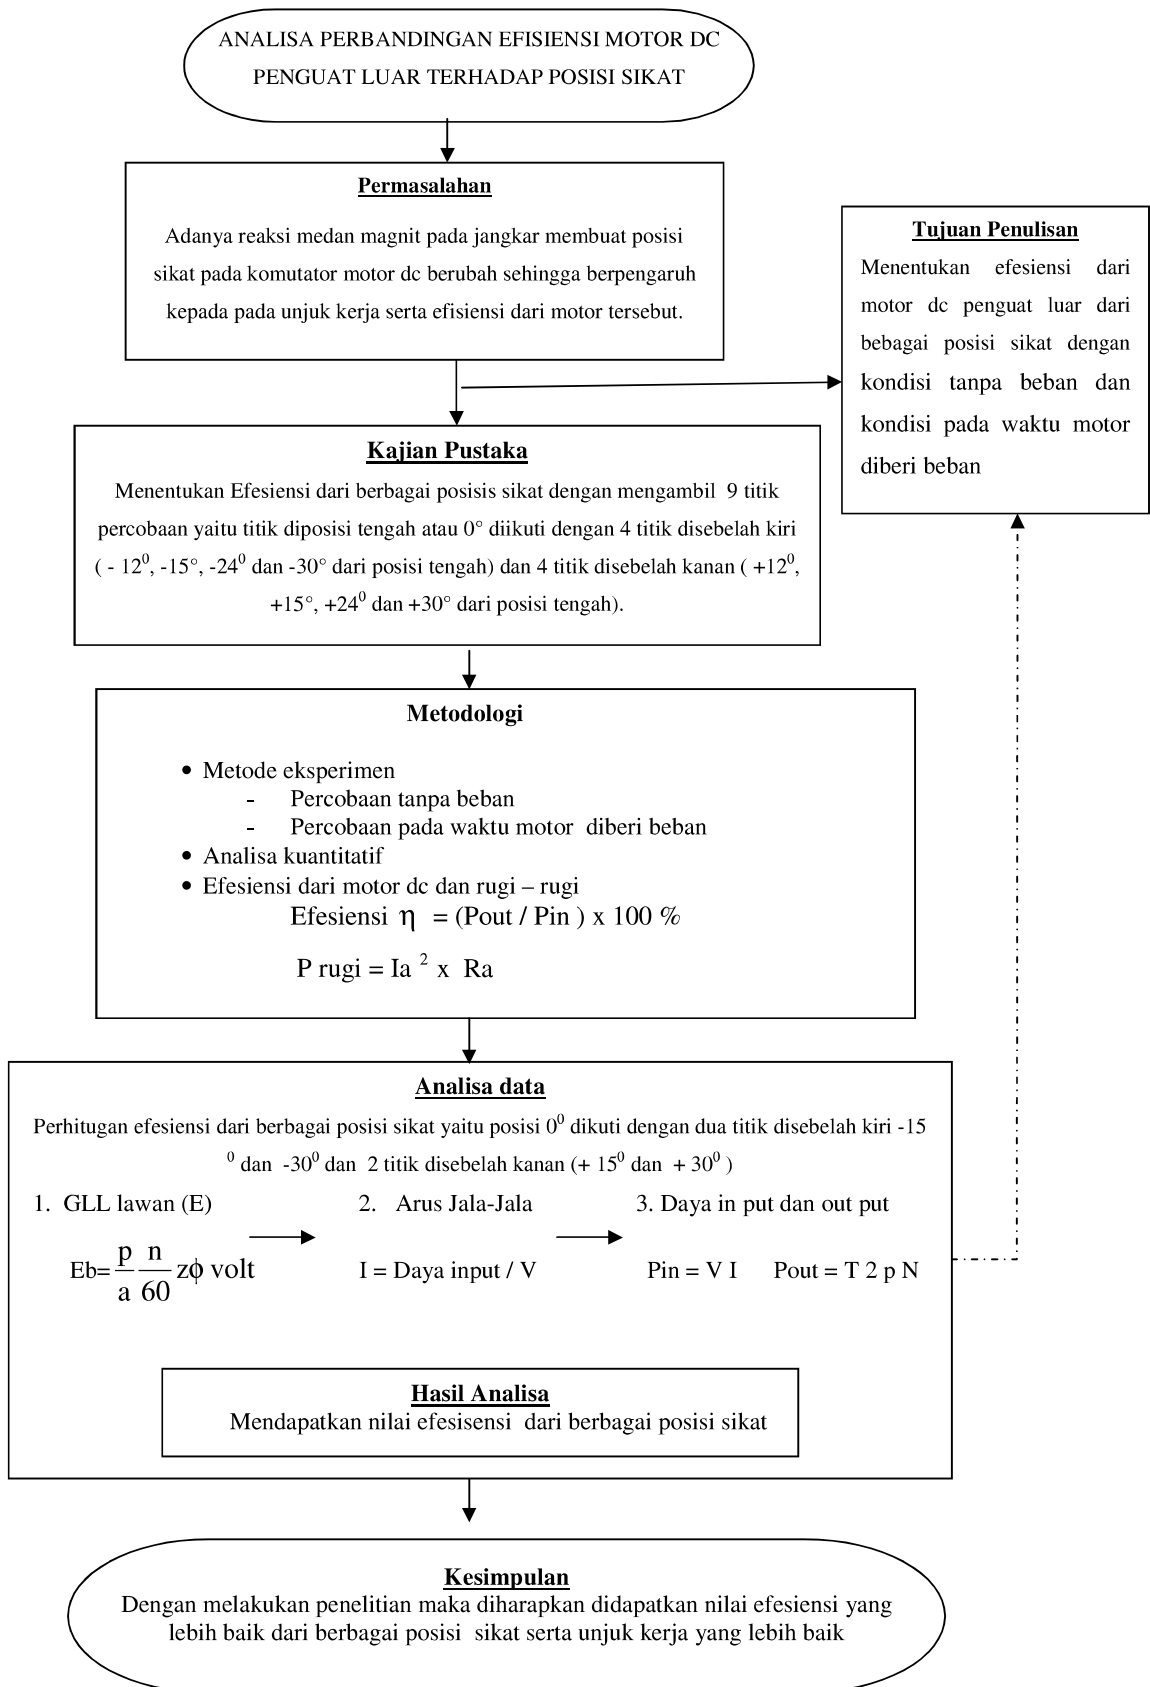 ANALISA PERBANDINGAN EFISIENSI MOTOR DC
PENGUAT LUAR TERHADAP POSISI SIKAT
Permasalahan
Adanya reaksi medan magnit pada jangkar membuat posisi
sikat pada komutator motor dc berubah sehingga berpengaruh
kepada pada unjuk kerja serta efisiensi dari motor tersebut.
Tujuan Penulisan
Menentukan efesiensi dari
motor dc penguat luar dari
bebagai posisi sikat dengan
kondisi tanpa beban dan
kondisi pada waktu motor
diberi beban
Kajian Pustaka
Menentukan Efesiensi dari berbagai posisis sikat dengan mengambil 9 titik
percobaan yaitu titik diposisi tengah atau 0° diikuti dengan 4 titik disebelah kiri
( - 12⁰, -15°, -24⁰ dan -30° dari posisi tengah) dan 4 titik disebelah kanan ( +12⁰,
+15°, +24⁰ dan +30° dari posisi tengah).
Metodologi
• Metode eksperimen
- Percobaan tanpa beban
- Percobaan pada waktu motor diberi beban
• Analisa kuantitatif
• Efesiensi dari motor dc dan rugi – rugi
Efesiensi η = (Pout / Pin ) x 100 %
P rugi = Ia ² x Ra
Analisa data
Perhitugan efesiensi dari berbagai posisi sikat yaitu posisi 0⁰ dikuti dengan dua titik disebelah kiri -15
⁰ dan -30⁰ dan 2 titik disebelah kanan (+ 15⁰ dan + 30⁰ )
1. GLL lawan (E)
2. Arus Jala-Jala
3. Daya in put dan out put
Eb= p/a n/60 zϕ volt
I = Daya input / V
Pin = V I Pout = T 2 p N
Hasil Analisa
Mendapatkan nilai efesisensi dari berbagai posisi sikat
Kesimpulan
Dengan melakukan penelitian maka diharapkan didapatkan nilai efesiensi yang
lebih baik dari berbagai posisi sikat serta unjuk kerja yang lebih baik